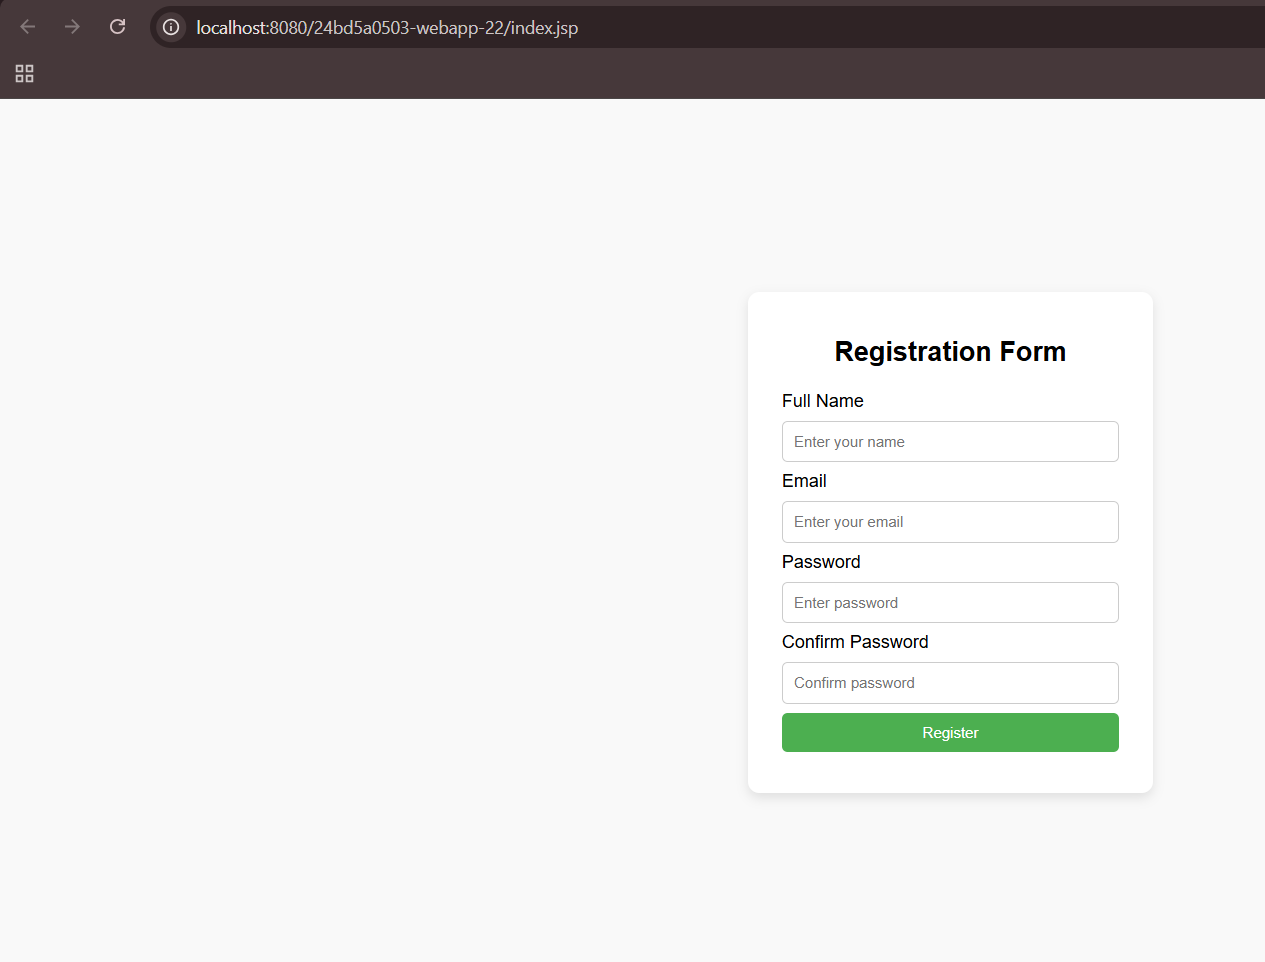 localhost:8080/24bd5a0503-webapp-22/index.jsp
Registration Form
Full Name
Enter your name
Email
Enter your email
Password
Enter password
Confirm Password
Confirm password
Register